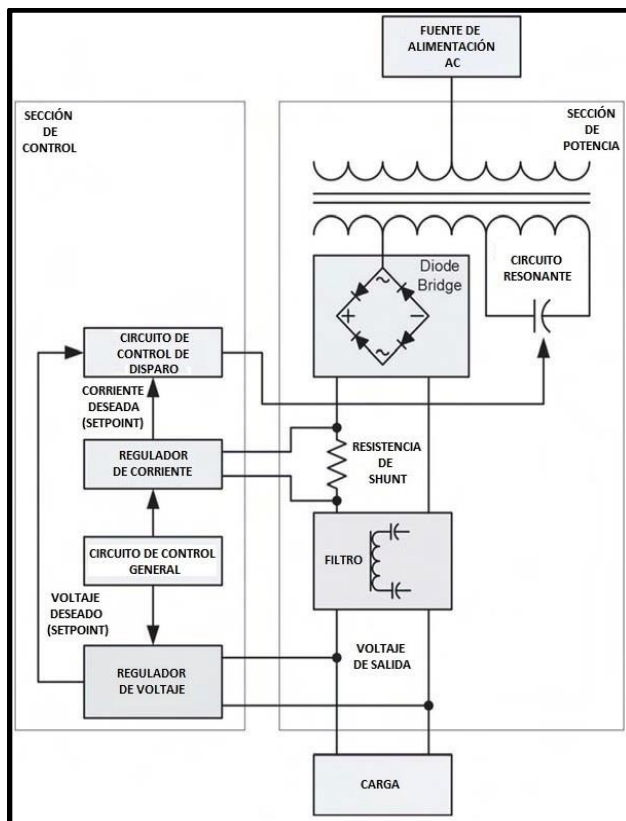 FUENTE DE
ALIMENTACIÓN
AC
SECCIÓN
DE
CONTROL
SECCIÓN
DE
POTENCIA
CIRCUITO
RESONANTE
Diode
Bridge
~
+
−
~
CIRCUITO DE
CONTROL DE
DISPARO
CORRIENTE
DESEADA
(SETPOINT)
REGULADOR
DE CORRIENTE
RESISTENCIA
DE
SHUNT
CIRCUITO DE CONTROL
GENERAL
FILTRO
VOLTAJE
DESEADO
(SETPOINT)
REGULADOR
DE VOLTAJE
VOLTAJE
DE SALIDA
CARGA